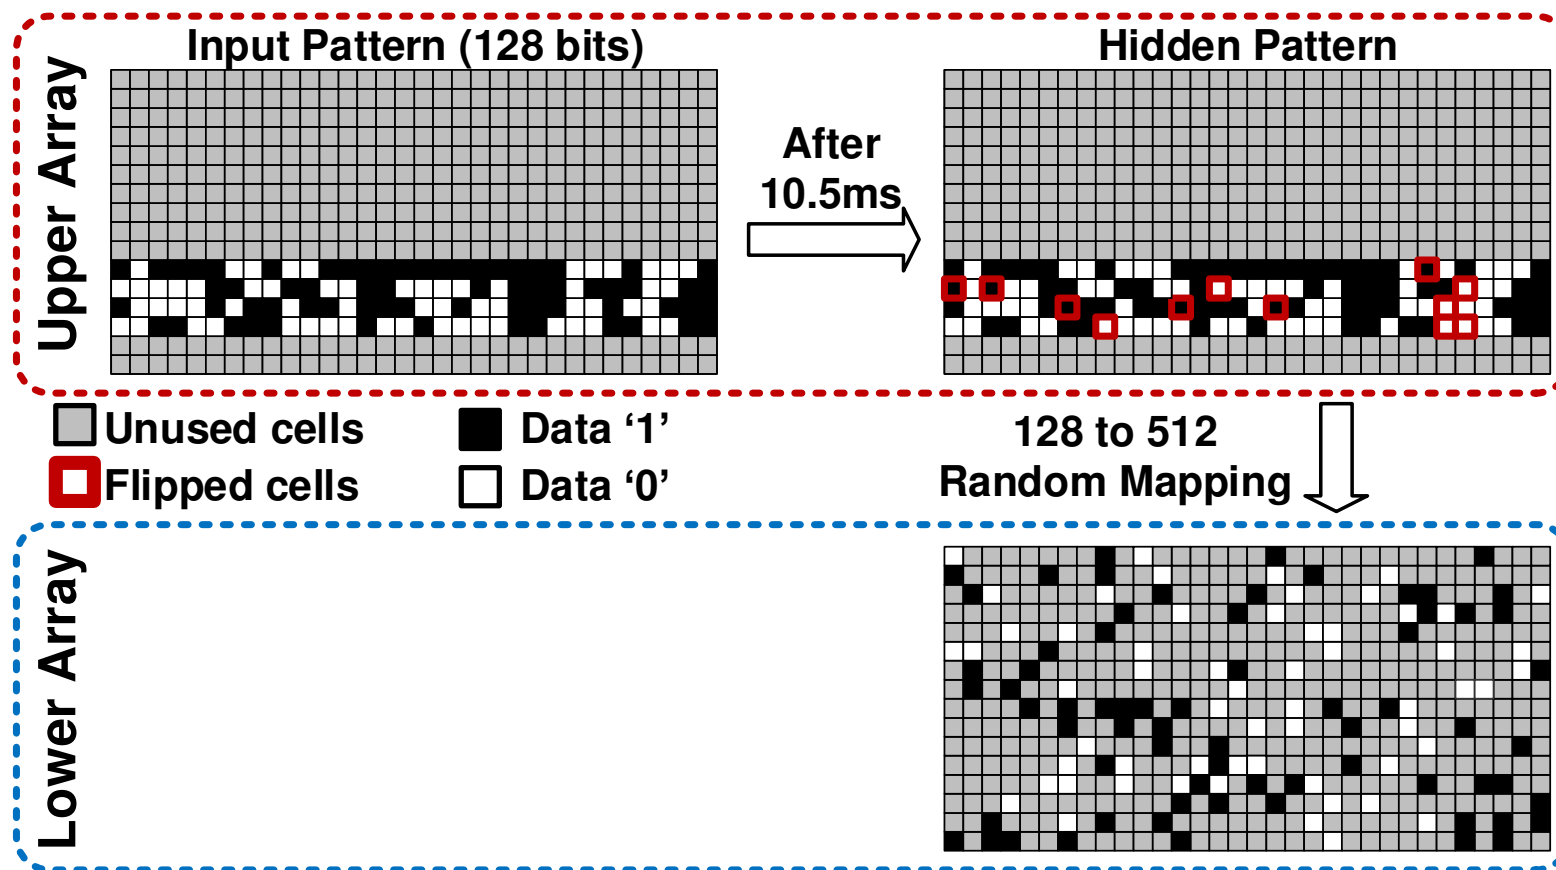 Upper Array
Input Pattern (128 bits)
After
10.5ms
Hidden Pattern
Unused cells
Data ‘1’
Flipped cells
Data ‘0’
128 to 512
Random Mapping
Lower Array